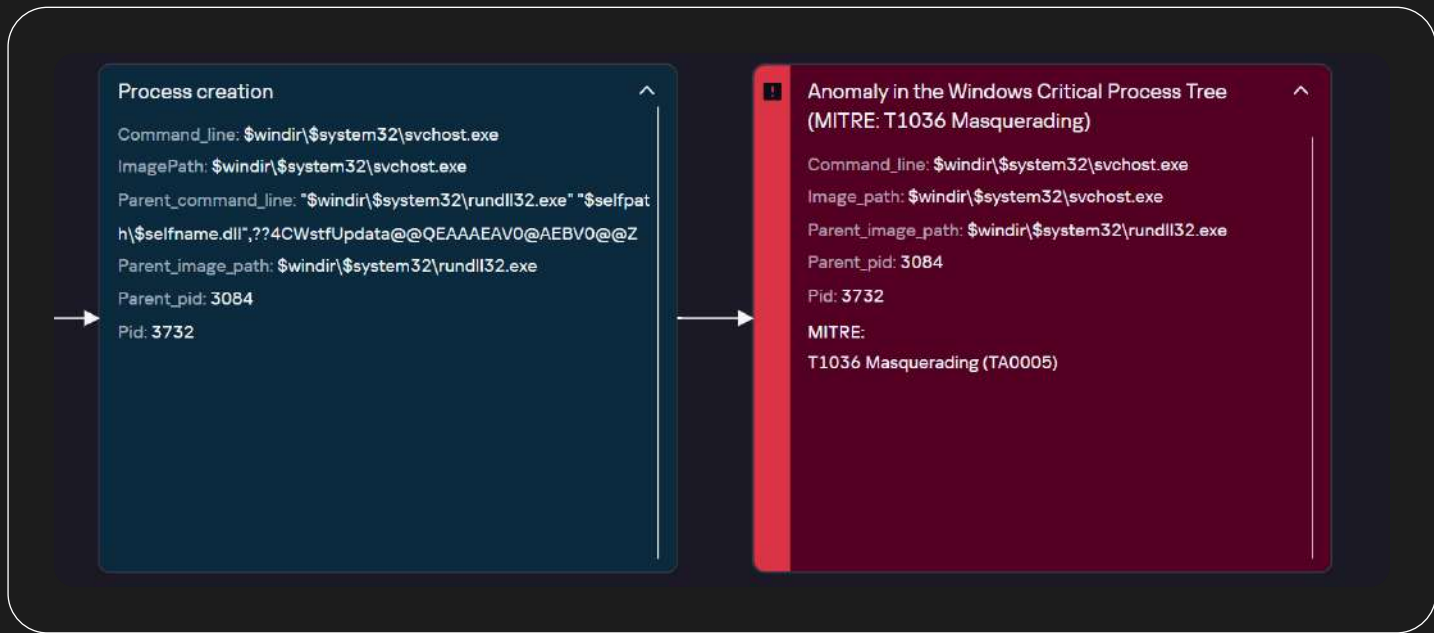 Process creation
Command_line: $windir\$system32\svchost.exe
ImagePath: $windir\$system32\svchost.exe
Parent_command_line: "$windir\$system32\rundll32.exe" "$selfpat
h\$selfname.dll",??4CWstfUpdata@@QEAAAEAV0@AEBV0@@Z
Parent_image_path: $windir\$system32\rundll32.exe
Parent_pid: 3084
Pid: 3732
Anomaly in the Windows Critical Process Tree
(MITRE: T1036 Masquerading)
Command_line: $windir\$system32\svchost.exe
Image_path: $windir\$system32\svchost.exe
Parent_image_path: $windir\$system32\rundll32.exe
Parent_pid: 3084
Pid: 3732
MITRE:
T1036 Masquerading (TA0005)